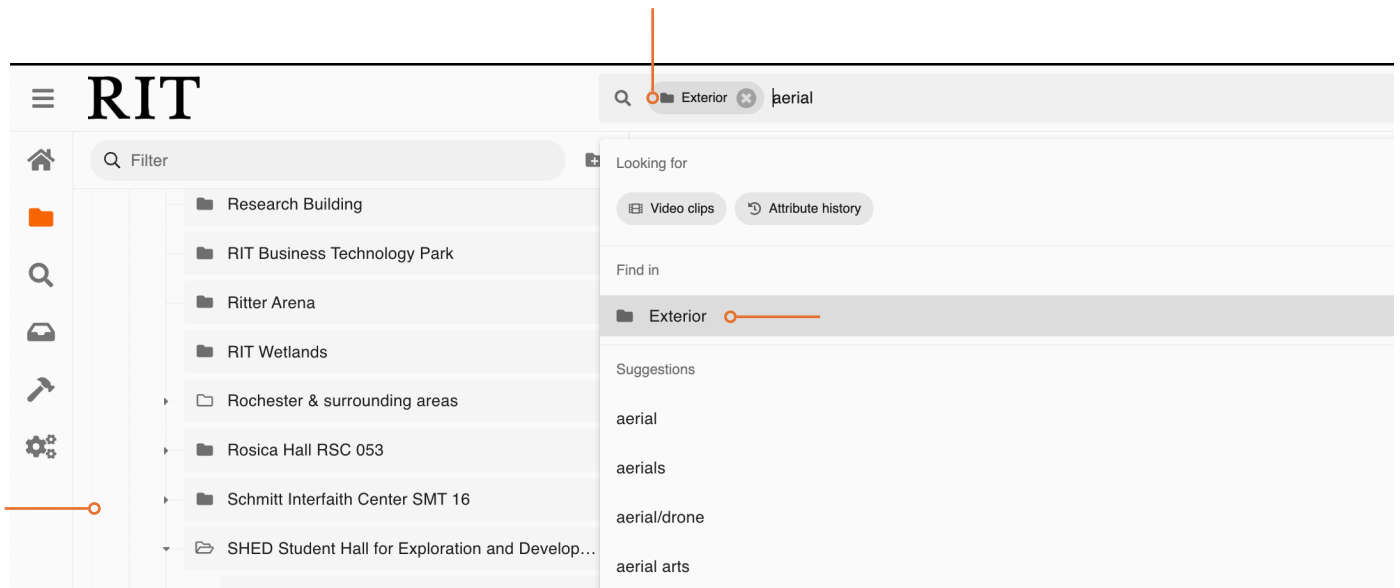 RIT
Exterior aerial
Filter
Looking for
Video clips Attribute history
Find in
Exterior
Suggestions
aerial
aerials
aerial/drone
aerial arts
Research Building
RIT Business Technology Park
Ritter Arena
RIT Wetlands
Rochester & surrounding areas
Rosica Hall RSC 053
Schmitt Interfaith Center SMT 16
SHED Student Hall for Exploration and Develop...